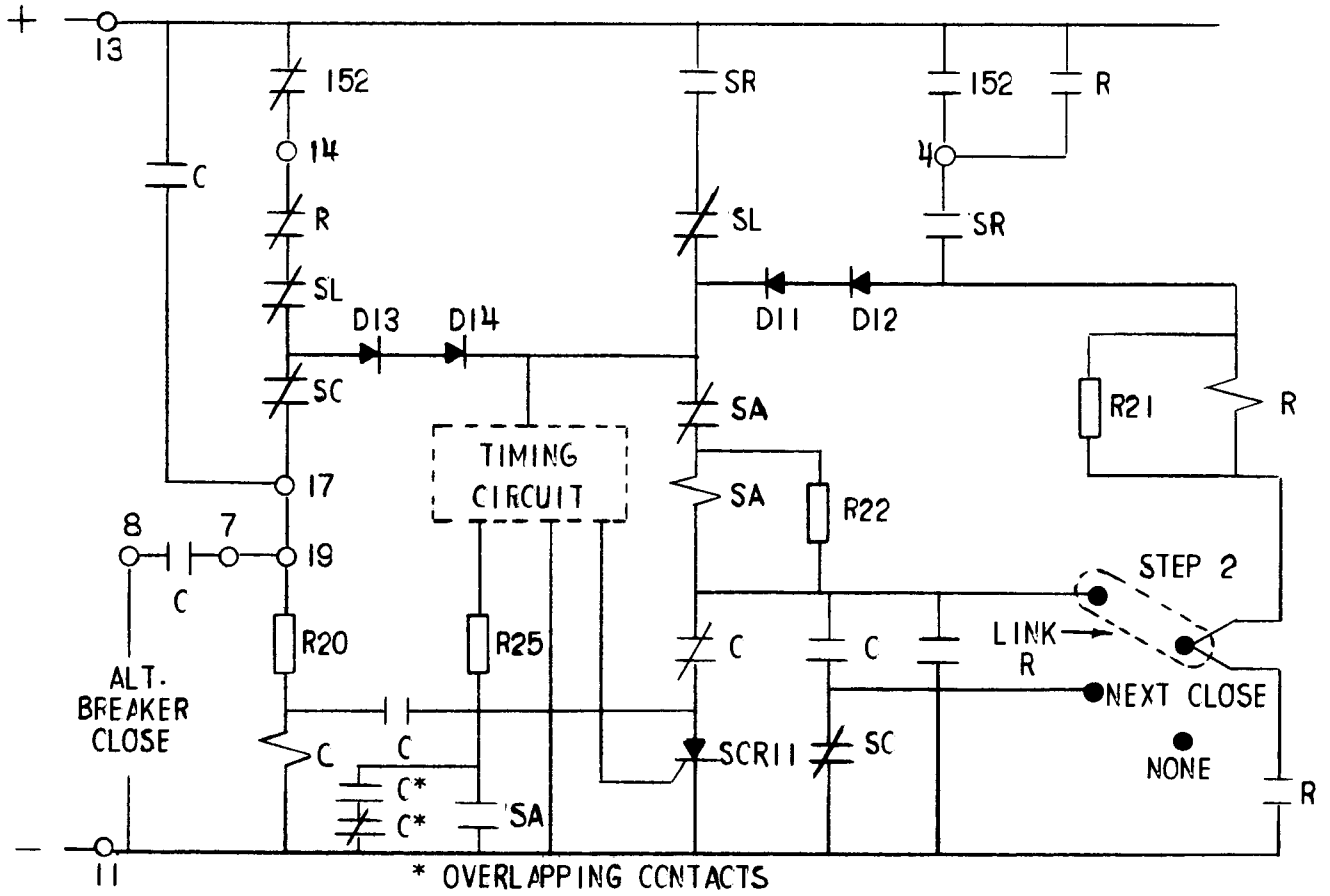 +
13
152
SR
152
R
14
4
C
R
SL
SR
SL
D13
D14
D11
D12
SC
SA
R21
R
TIMING
CIRCUIT
17
SA
R22
8
7
19
C
STEP 2
R20
R25
C
C
LINK
R
ALT.
BREAKER
CLOSE
NEXT CLOSE
C
C
SCR11
SC
NONE
C*
C*
SA
R
-
11
* OVERLAPPING CONTACTS